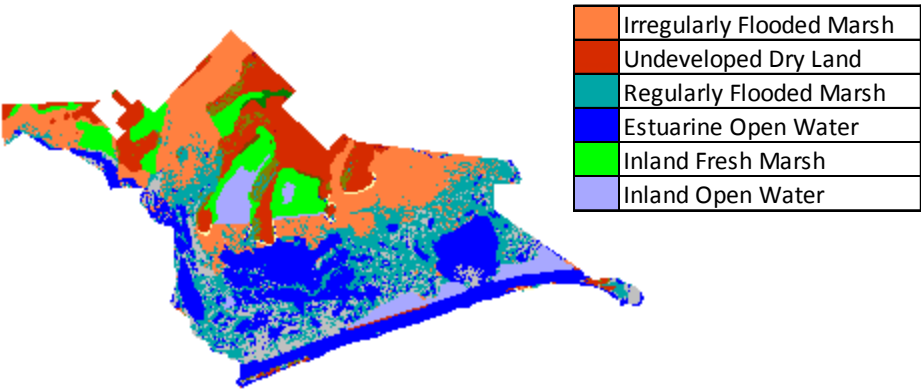 Irregularly Flooded Marsh
Undeveloped Dry Land
Regularly Flooded Marsh
Estuarine Open Water
Inland Fresh Marsh
Inland Open Water